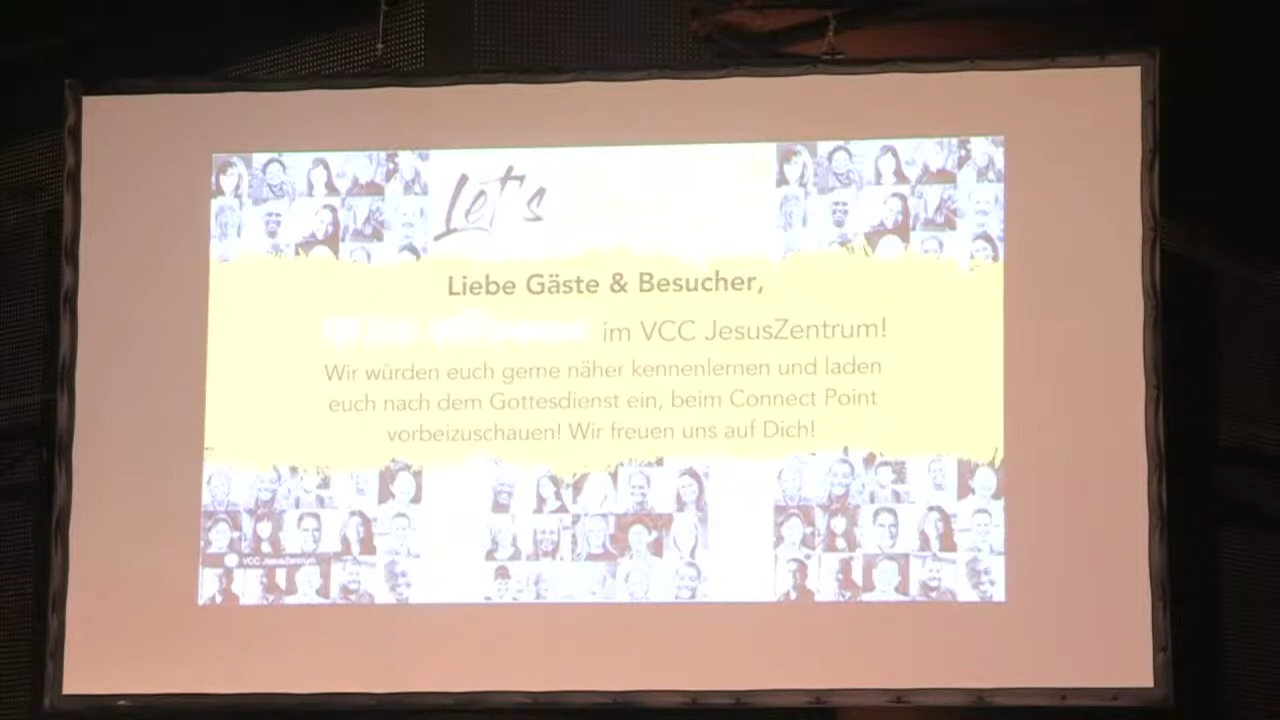 Let's
Liebe Gäste & Besucher,
im VCC JesusZentrum!
Wir würden euch gerne näher kennenlernen und laden
euch nach dem Gottesdienst ein, beim Connect Point
vorbeizuschauen! Wir freuen uns auf Dich!
VCC JesusZentrum